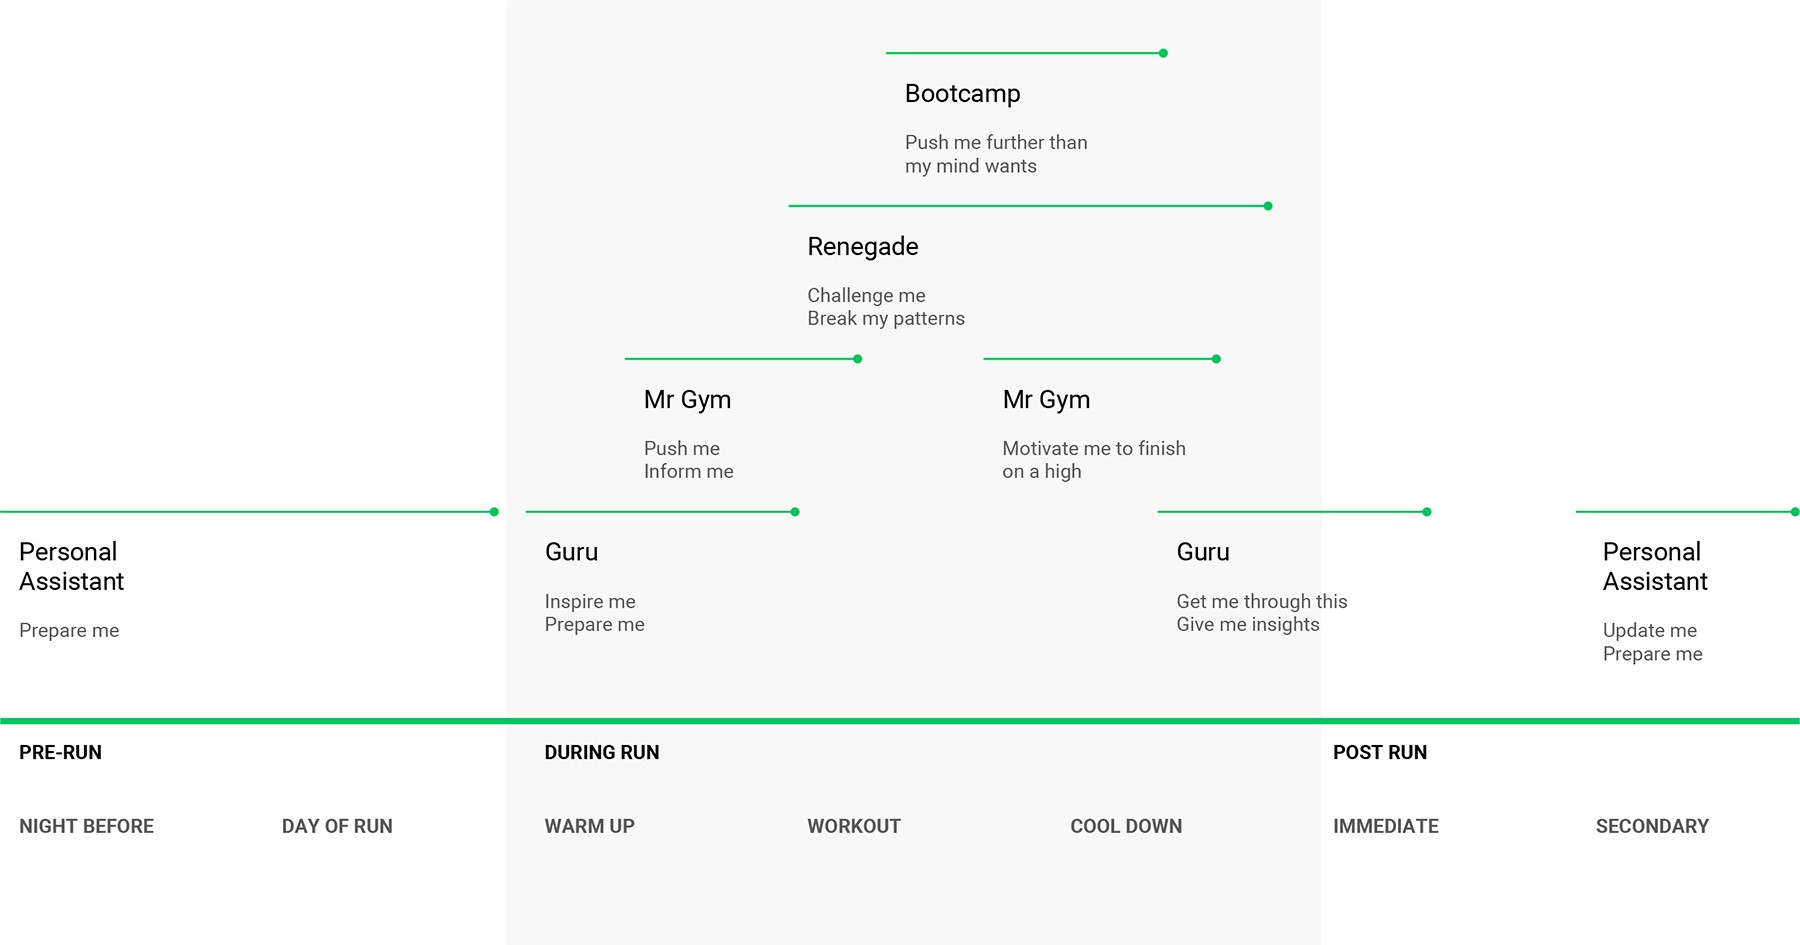 Bootcamp
Push me further than
my mind wants
Renegade
Challenge me
Break my patterns
Mr Gym
Push me
Inform me
Mr Gym
Motivate me to finish
on a high
Personal
Assistant
Prepare me
Guru
Inspire me
Prepare me
Guru
Get me through this
Give me insights
Personal
Assistant
Update me
Prepare me
PRE-RUN
DURING RUN
POST RUN
NIGHT BEFORE
DAY OF RUN
WARM UP
WORKOUT
COOL DOWN
IMMEDIATE
SECONDARY